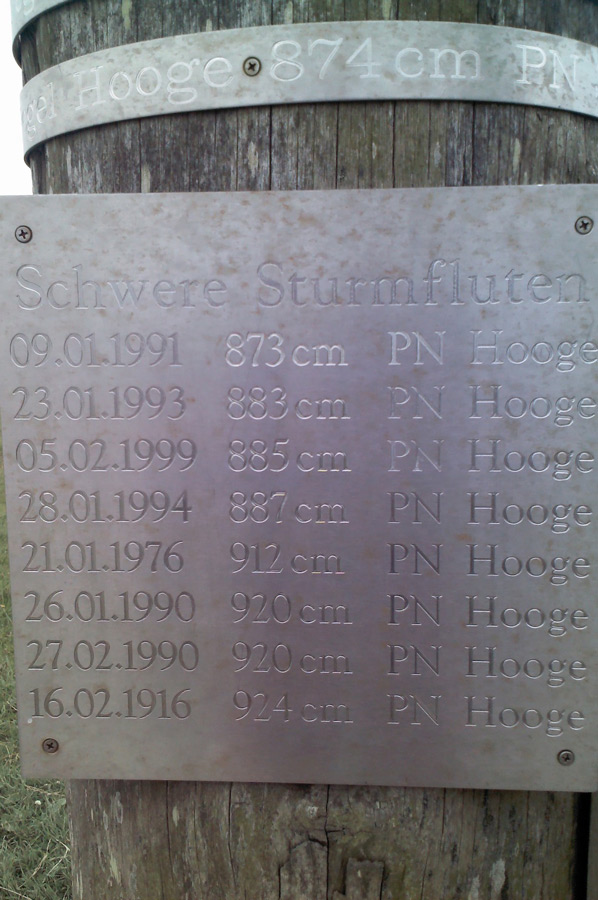 Hooge 874 cm PN
Schwere Sturmfluten
09.01.1991 873 cm PN Hooge
23.01.1993 883 cm PN Hooge
05.02.1999 885 cm PN Hooge
28.01.1994 887 cm PN Hooge
21.01.1976 912 cm PN Hooge
26.01.1990 920 cm PN Hooge
27.02.1990 920 cm PN Hooge
16.02.1916 924 cm PN Hooge